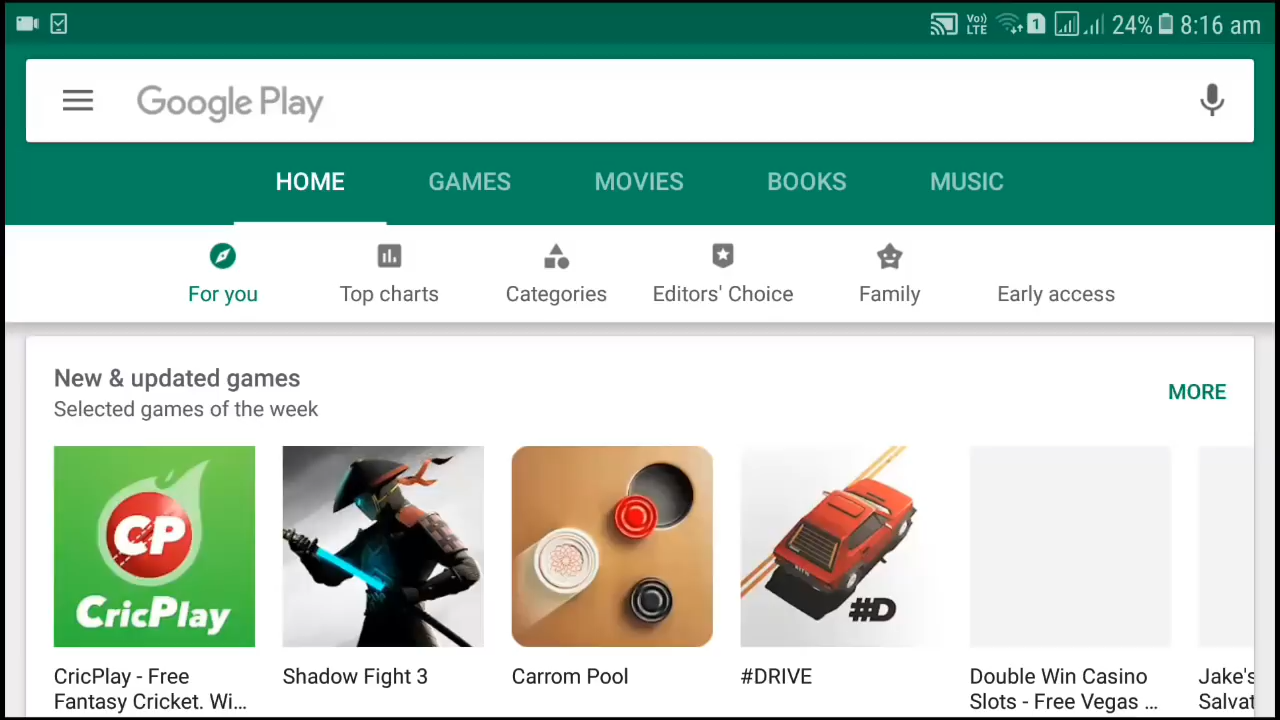 Vo) LTE 1 24% 8:16 am
Google Play
HOME GAMES MOVIES BOOKS MUSIC
For you Top charts Categories Editors' Choice Family Early access
New & updated games
MORE
Selected games of the week
CP
CricPlay
#D
CricPlay - Free Shadow Fight 3 Carrom Pool #DRIVE Double Win Casino Jake's
Fantasy Cricket. Wi... Slots - Free Vegas ... Salvat